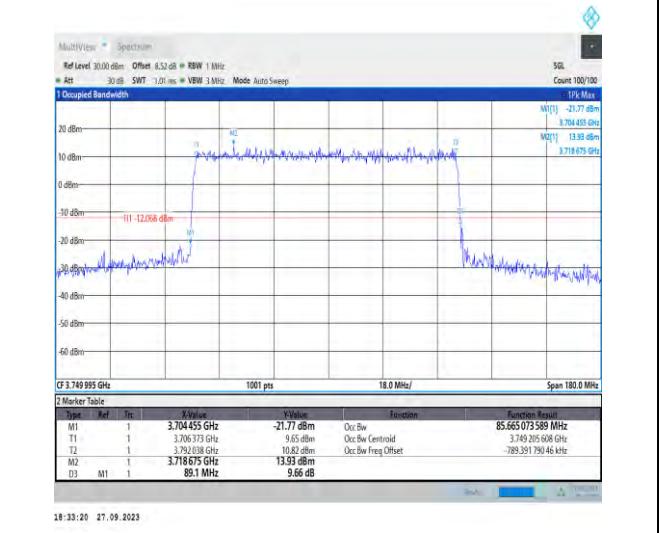 MultiView Spectrum
Ref Level 30.00 dBm Offset 8.52 dB RBW 1 MHz SGL
Att 30 dB SWT 1.01 ms VBW 3 MHz Mode Auto Sweep Count 100/100
1 Occupied Bandwidth 1Pk Max
M1[1] -21.77 dBm
3.704 455 GHz
20 dBm
M2
M2[1] 13.93 dBm
3.718 675 GHz
10 dBm
0 dBm
-10 dBm
H1 -12.068 dBm
-20 dBm
M1
-30 dBm
-40 dBm
-50 dBm
-60 dBm
CF 3.749 995 GHz 1001 pts 18.0 MHz/ Span 180.0 MHz
2 Marker Table
Type Ref Trc X-Value Y-Value Function Function Result
M1 1 3.704 455 GHz -21.77 dBm Occ Bw 85.665 073 589 MHz
T1 1 3.706 373 GHz 9.65 dBm Occ Bw Centroid 3.749 205 608 GHz
T2 1 3.792 038 GHz 10.82 dBm Occ Bw Freq Offset -789.391 790 46 kHz
M2 1 3.718 675 GHz 13.93 dBm
D3 M1 1 89.1 MHz 9.66 dB
18:33:20 27.09.2023